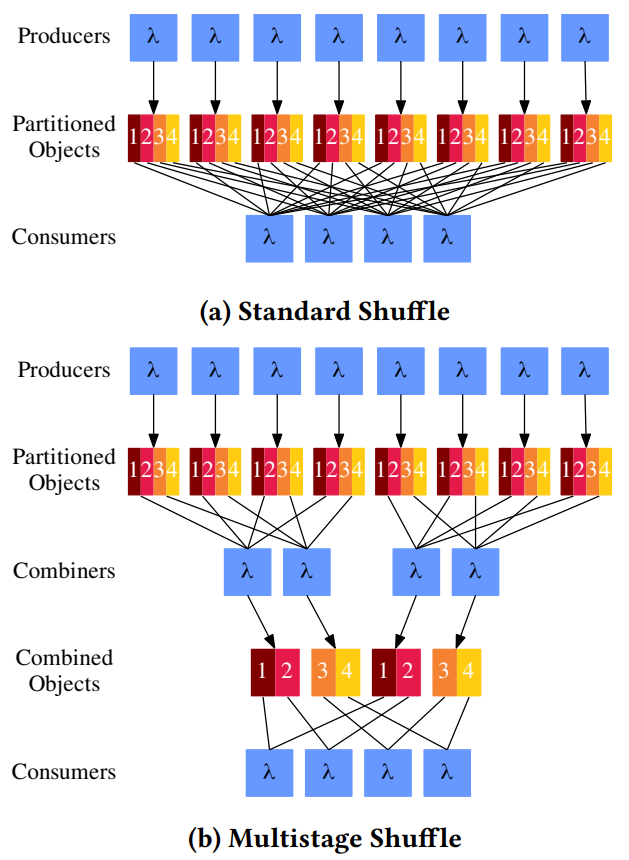 Producers λ λ λ λ λ λ λ λ
Partitioned
Objects
1234 1234 1234 1234 1234 1234 1234 1234
Consumers λ λ λ λ
(a) Standard Shuffle
Producers λ λ λ λ λ λ λ λ
Partitioned
Objects
1234 1234 1234 1234 1234 1234 1234 1234
Combiners λ λ λ λ
Combined
Objects
1 2 3 4 1 2 3 4
Consumers λ λ λ λ
(b) Multistage Shuffle